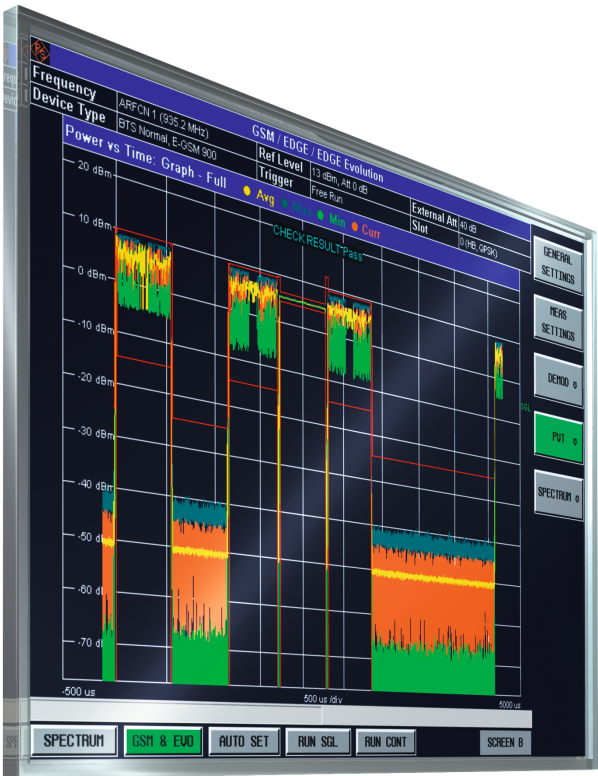 GSM / EDGE / EDGE Evolution
Frequency ARFCN 1 (935.2 MHz) Ref Level 13 dBm, Att 0 dB External Att 40 dB
Device Type BTS Normal, E-GSM 900 Trigger Free Run Slot 0 (HB, QPSK)
Power vs Time: Graph - Full Avg Max Min Curr
CHECK RESULT Pass
20 dBm
10 dBm
0 dBm
-10 dBm
-20 dBm
-30 dBm
-40 dBm
-50 dBm
-60 dB
-70 dB
-500 us 500 us/div 5000 us
SGL
GENERAL SETTINGS
MEAS SETTINGS
DEMOD
PVT
SPECTRUM
SPECTRUM GSM & EVO AUTO SET RUN SGL RUN CONT SCREEN B